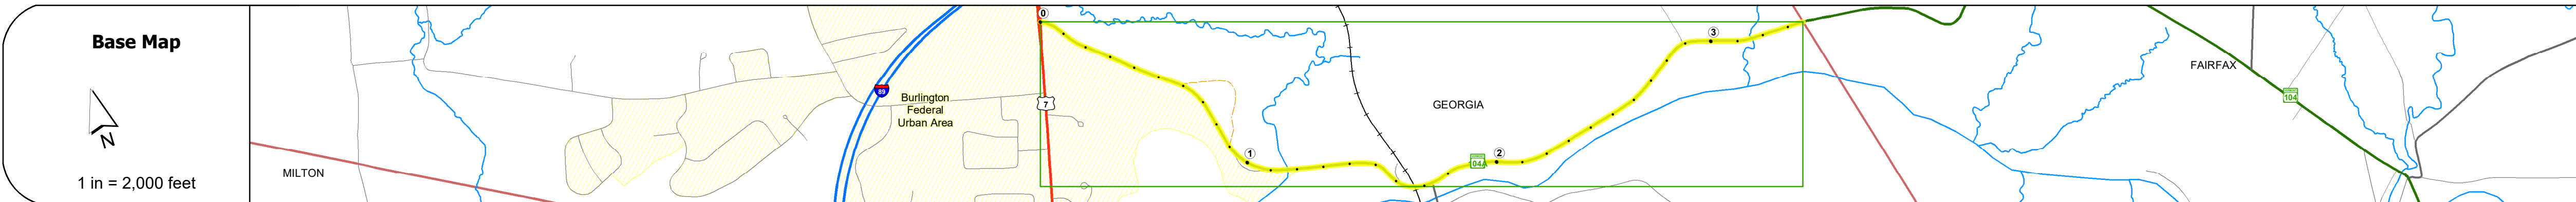 Base Map
N
1 in = 2,000 feet
MILTON
89
Burlington
Federal
Urban Area
0
7
1
GEORGIA
04A
2
3
FAIRFAX
104